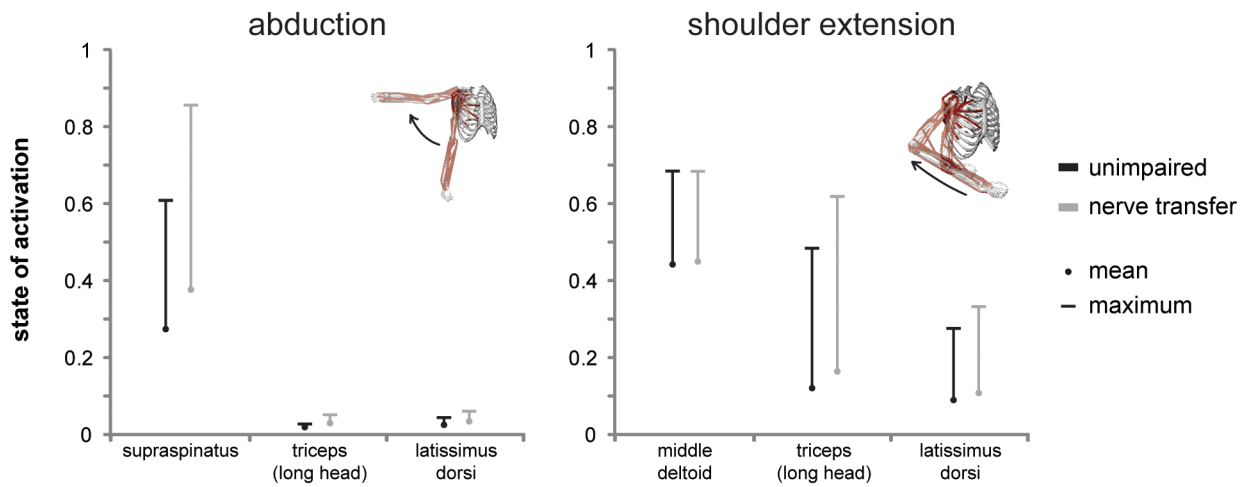 abduction
shoulder extension
state of activation
1
0.8
0.6
0.4
0.2
0
supraspinatus
triceps
(long head)
latissimus
dorsi
1
0.8
0.6
0.4
0.2
0
middle
deltoid
triceps
(long head)
latissimus
dorsi
unimpaired
nerve transfer
mean
maximum